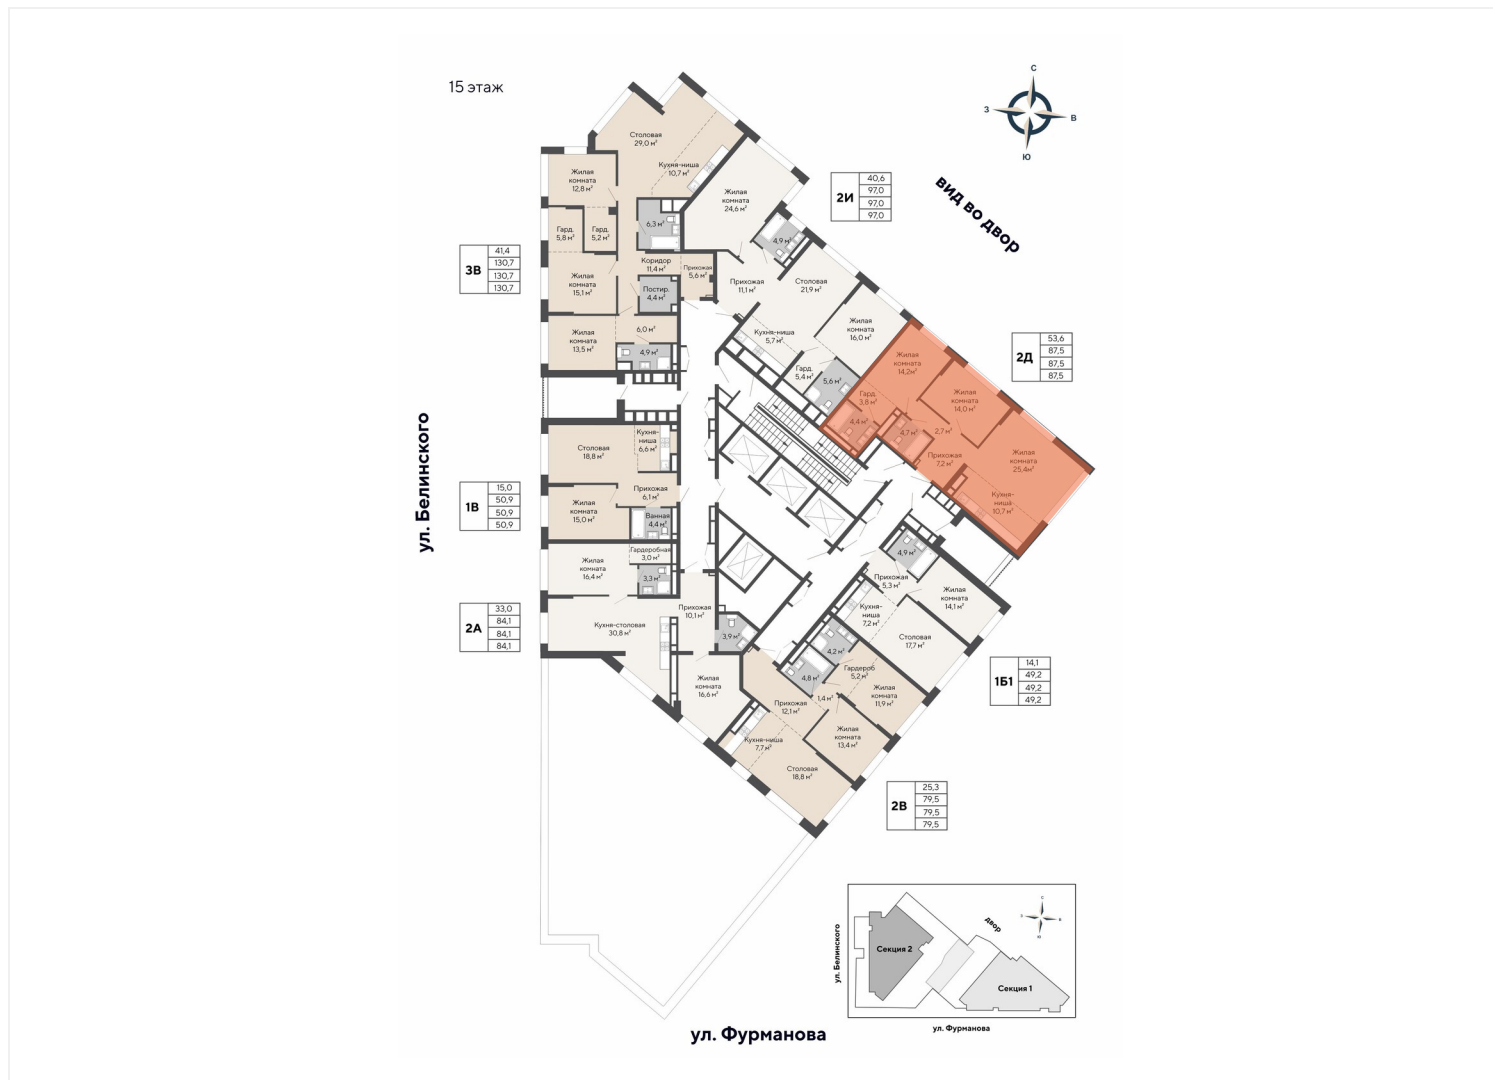 15 этаж
С
З
В
Ю
вид во двор
ул. Белинского
ул. Фурманова
3В
41,4
130,7
130,7
130,7
Столовая
29,0 м²
Кухня-ниша
10,7 м²
Жилая
комната
12,8 м²
Гард.
5,8 м²
Гард.
5,2 м²
6,3 м²
Коридор
11,4 м²
Прихожая
5,6 м²
Жилая
комната
15,1 м²
Постир.
4,4 м²
Жилая
комната
13,5 м²
6,0 м²
4,9 м²
2И
40,6
97,0
97,0
97,0
Жилая
комната
24,6 м²
4,9 м²
Прихожая
11,1 м²
Столовая
21,9 м²
Кухня-ниша
5,7 м²
Жилая
комната
16,0 м²
Гард.
5,4 м²
5,6 м²
2Д
53,6
87,5
87,5
87,5
Жилая
комната
14,2м²
Гард.
3,8 м²
4,4 м²
4,7 м²
2,7 м²
Жилая
комната
14,0м²
Прихожая
7,2 м²
Жилая
комната
25,4м²
Кухня-
ниша
10,7 м²
1В
15,0
50,9
50,9
50,9
Столовая
18,8 м²
Кухня-
ниша
6,6 м²
Прихожая
6,1 м²
Жилая
комната
15,0 м²
Ванная
4,4 м²
2А
33,0
84,1
84,1
84,1
Гардеробная
3,0 м²
Жилая
комната
16,4 м²
3,3 м²
Кухня-столовая
30,8 м²
Прихожая
10,1 м²
3,9 м²
Жилая
комната
16,6 м²
1Б1
14,1
49,2
49,2
49,2
4,9 м²
Прихожая
5,3 м²
Жилая
комната
14,1 м²
Кухня-
ниша
7,2 м²
Столовая
17,7 м²
2В
25,3
79,5
79,5
79,5
4,2 м²
4,8 м²
Гардероб
5,2 м²
1,4 м²
Жилая
комната
11,9 м²
Прихожая
12,1 м²
Жилая
комната
13,4 м²
Кухня-ниша
7,7 м²
Столовая
18,8 м²
двор
ул. Белинского
Секция 2
Секция 1
ул. Фурманова